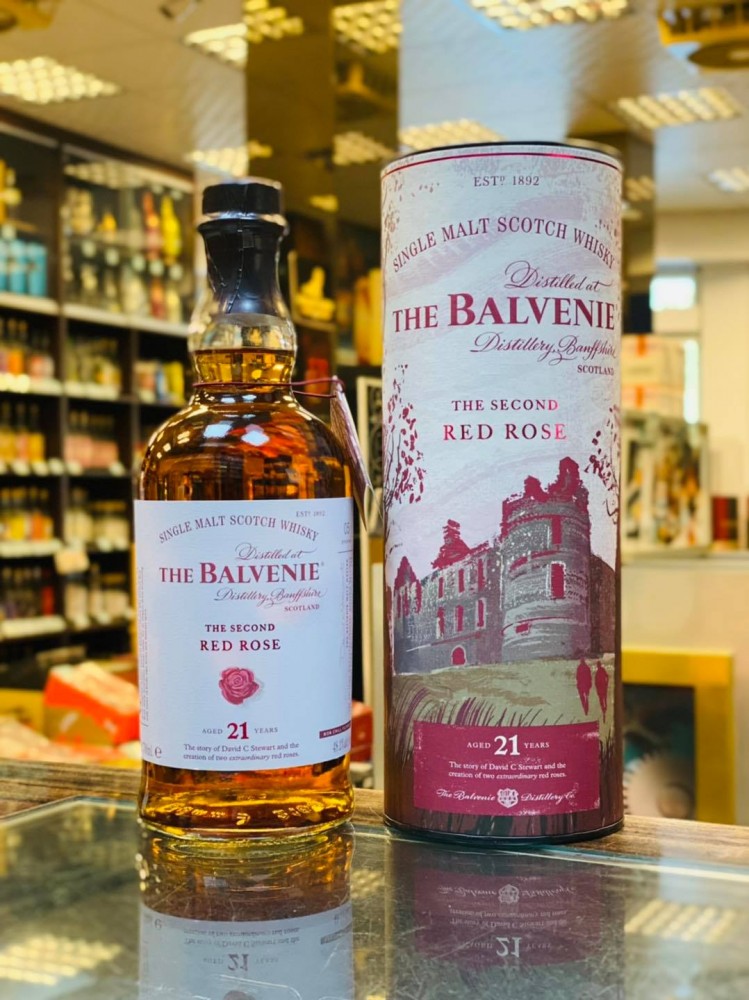 EST.D 1892
SINGLE MALT SCOTCH WHISKY
Distilled at
THE BALVENIE®
Distillery, Banffshire
SCOTLAND
THE SECOND
RED ROSE
AGED 21 YEARS
The story of David C Stewart and the
creation of two extraordinary red roses.
EST.D 1892
SINGLE MALT SCOTCH WHISKY
Distilled at
THE BALVENIE
Distillery, Banffshire
SCOTLAND
THE SECOND
RED ROSE
AGED 21 YEARS
The story of David C Stewart and the
creation of two extraordinary red roses.
The Balvenie Distillery Co.